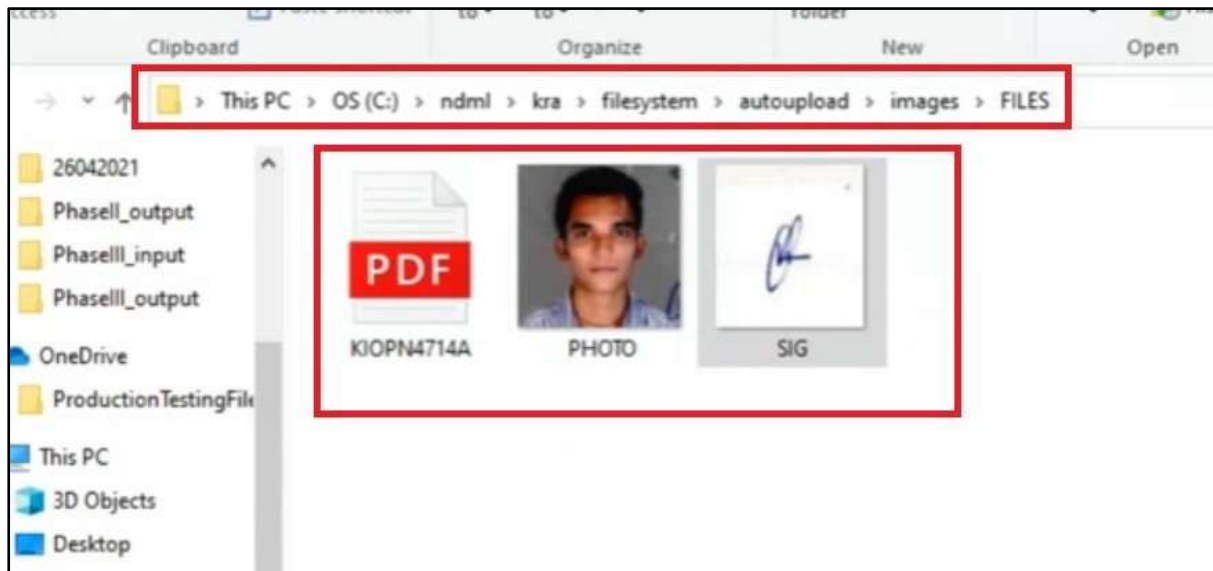 Clipboard
Organize
New
Open
This PC > OS (C:) > ndml > kra > filesystem > autoupload > images > FILES
26042021
PhaseII_output
PhaseIII_input
PhaseIII_output
OneDrive
ProductionTestingFile
This PC
3D Objects
Desktop
PDF
KIOPN4714A
PHOTO
SIG